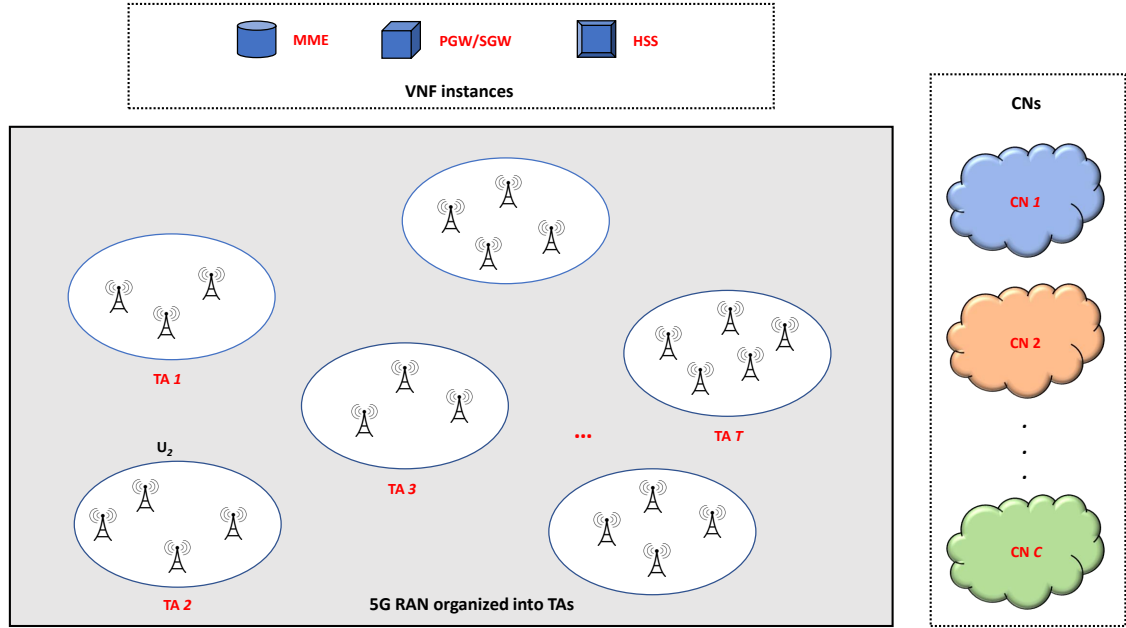 MME
PGW/SGW
HSS
VNF instances
CNs
CN 1
CN 2
.
.
.
CN C
TA 1
TA 3
...
TA T
U2
TA 2
5G RAN organized into TAs